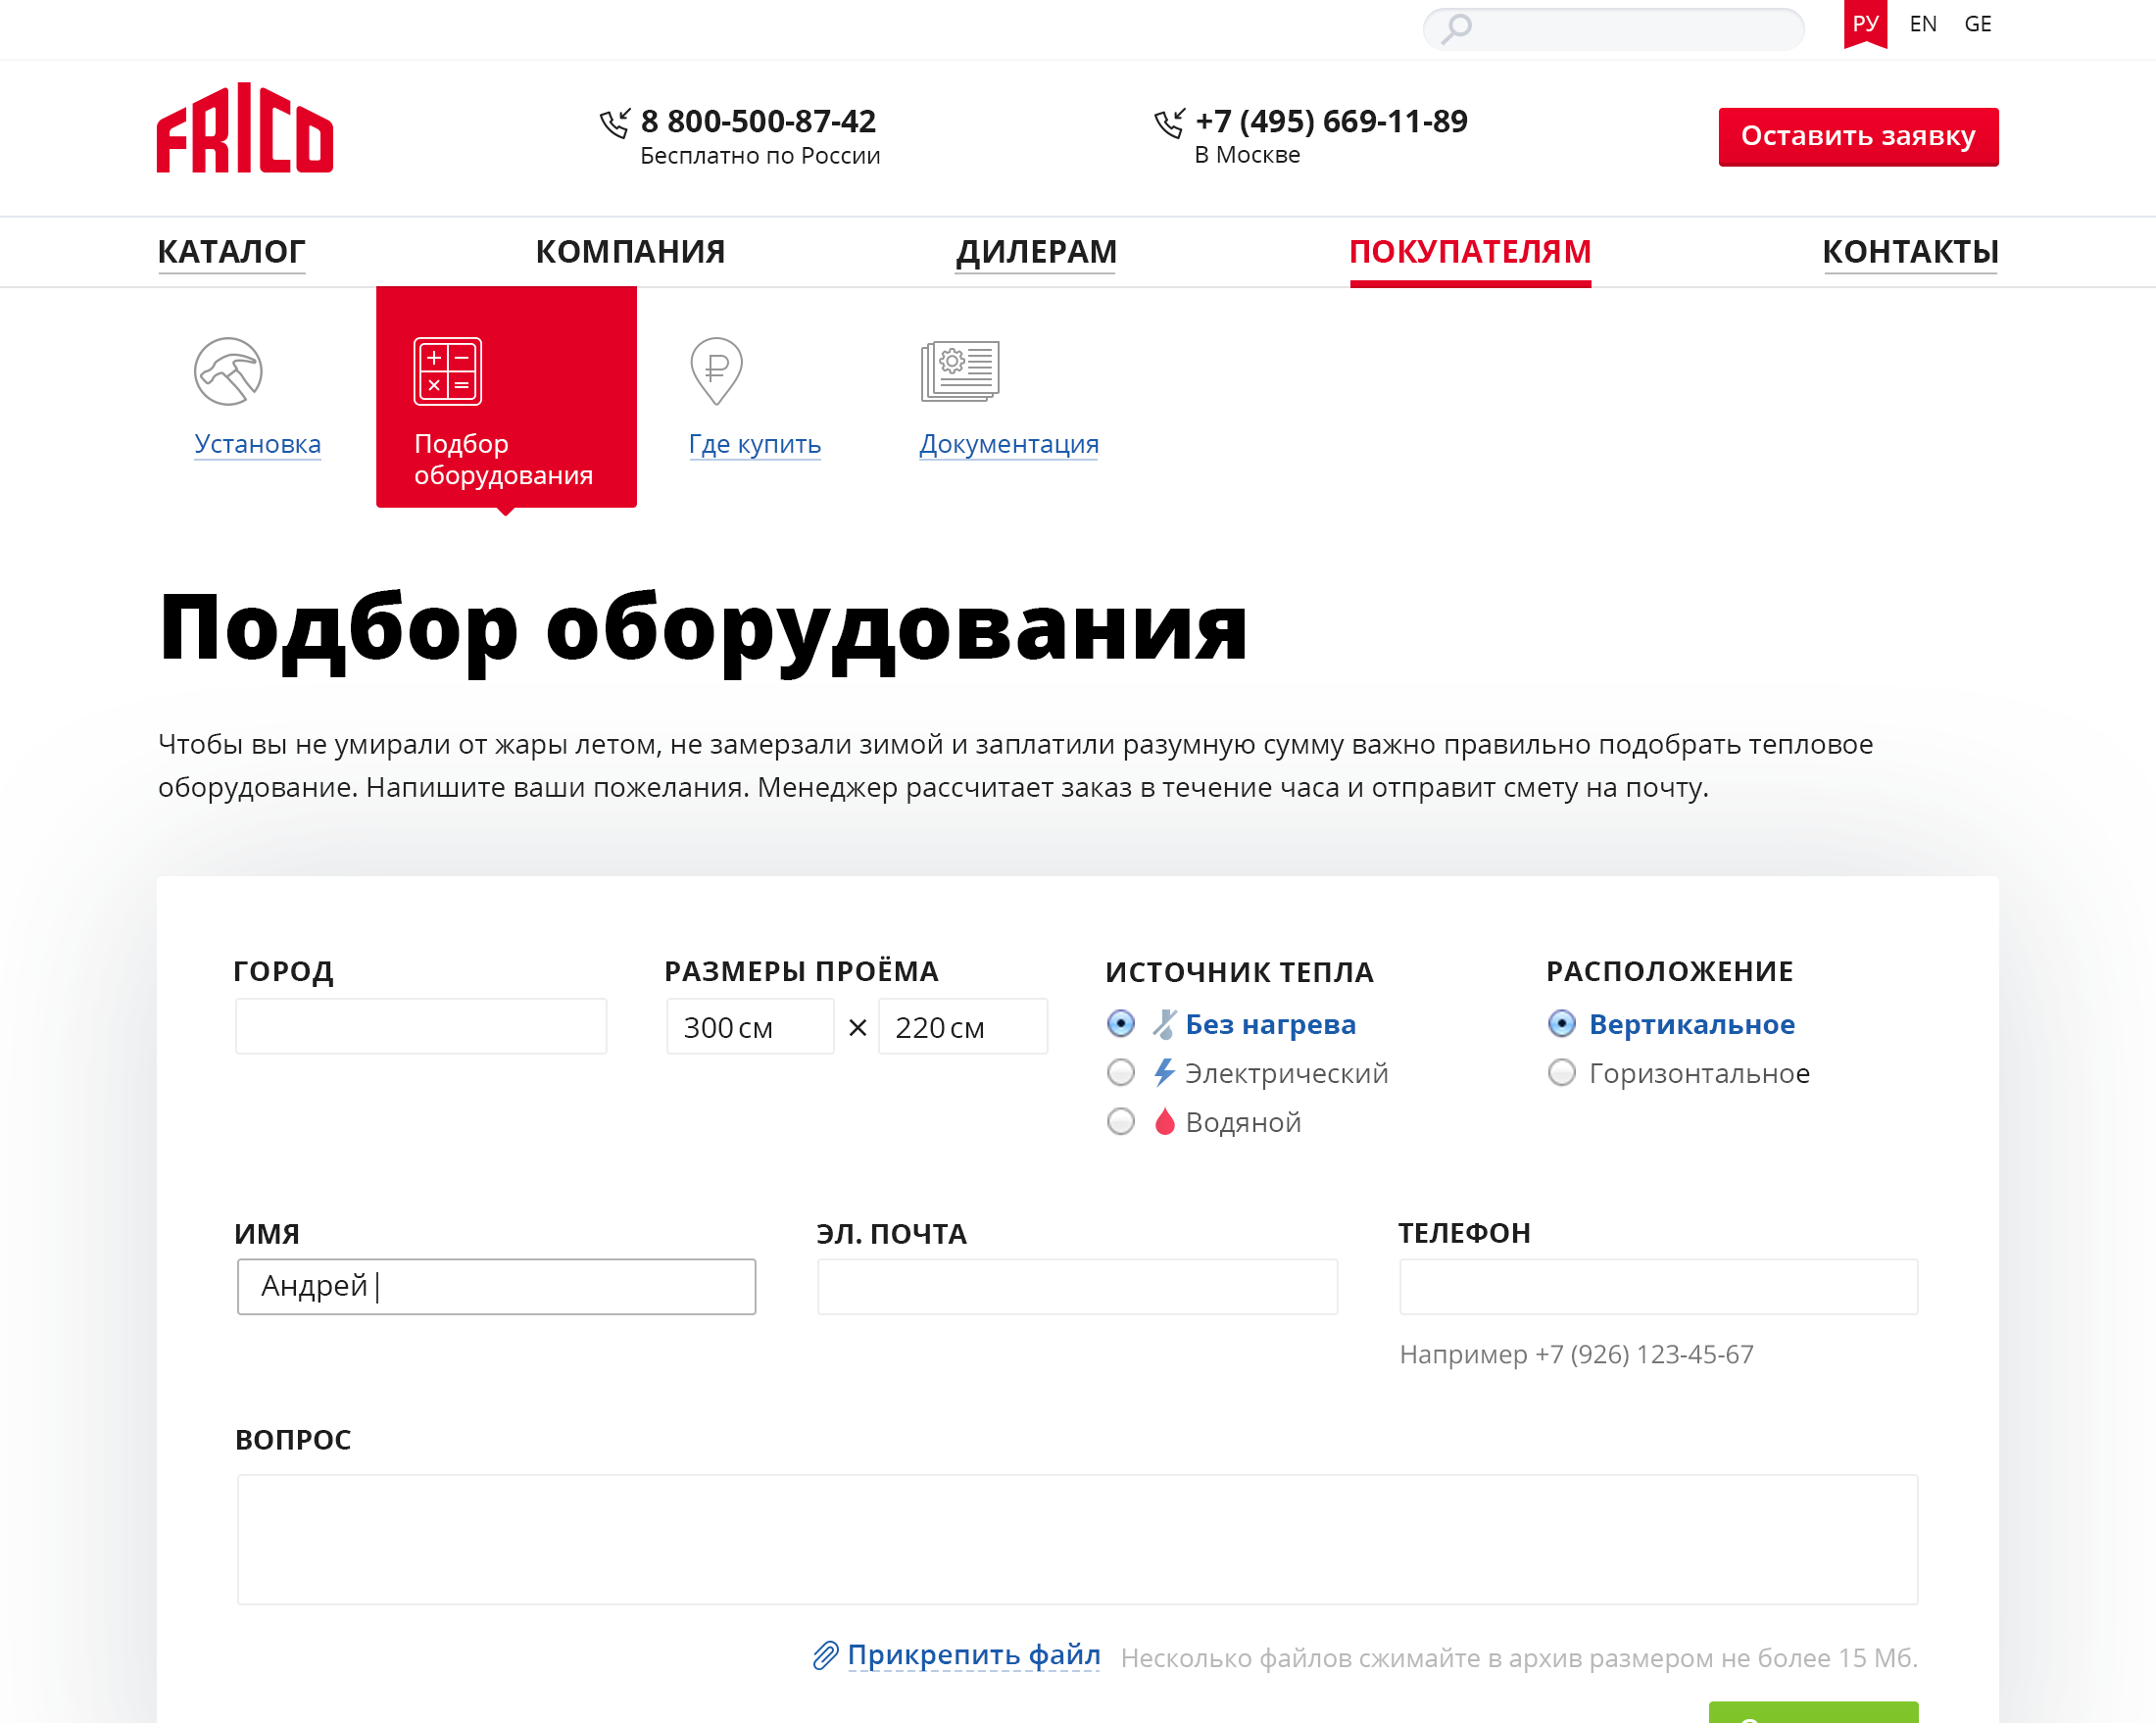 РУ EN GE
FRICO
8 800-500-87-42
Бесплатно по России
+7 (495) 669-11-89
В Москве
Оставить заявку
КАТАЛОГ КОМПАНИЯ ДИЛЕРАМ ПОКУПАТЕЛЯМ КОНТАКТЫ
Установка
Подбор
оборудования
Где купить
Документация
Подбор оборудования
Чтобы вы не умирали от жары летом, не замерзали зимой и заплатили разумную сумму важно правильно подобрать тепловое
оборудование. Напишите ваши пожелания. Менеджер рассчитает заказ в течение часа и отправит смету на почту.
ГОРОД
РАЗМЕРЫ ПРОЁМА
300 см × 220 см
ИСТОЧНИК ТЕПЛА
Без нагрева
Электрический
Водяной
РАСПОЛОЖЕНИЕ
Вертикальное
Горизонтальное
ИМЯ
Андрей
ЭЛ. ПОЧТА
ТЕЛЕФОН
Например +7 (926) 123-45-67
ВОПРОС
Прикрепить файл Несколько файлов сжимайте в архив размером не более 15 Мб.